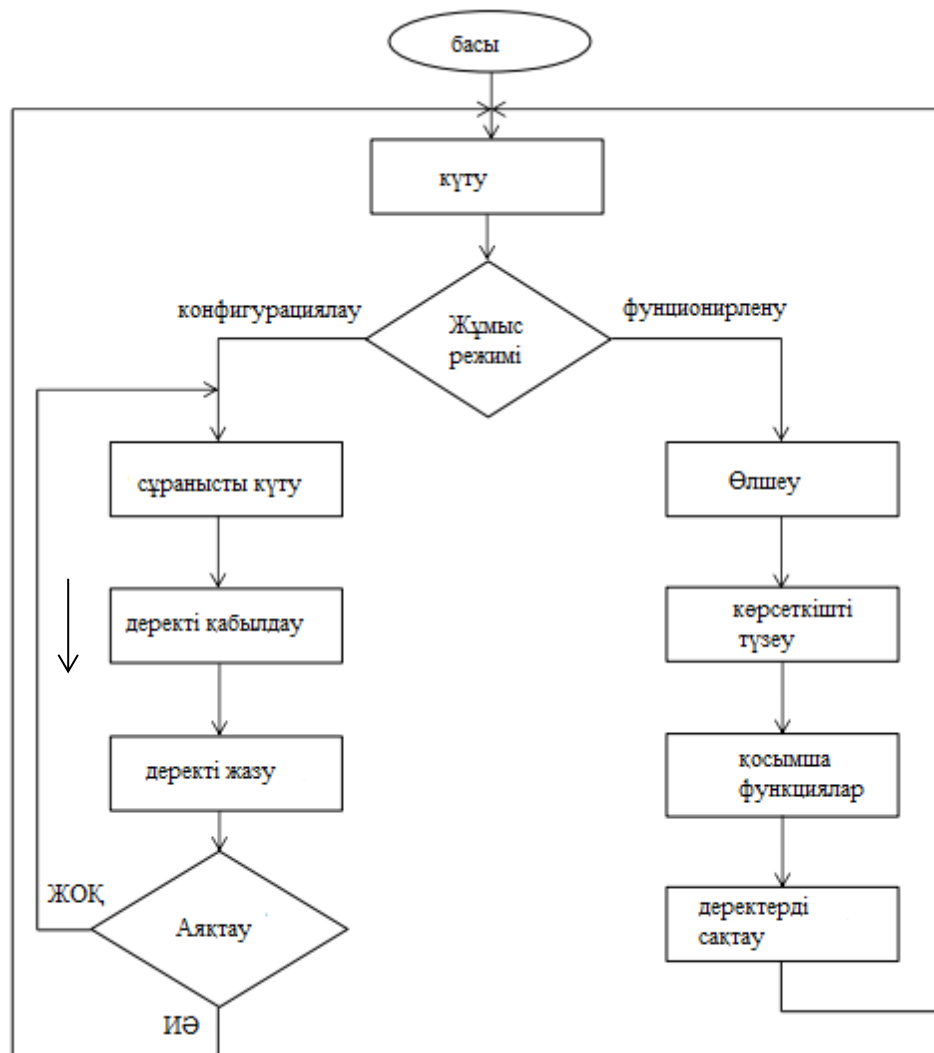 басы
күту
Жұмыс
режимі
конфигурациялау
фунционирлену
сұранысты күту
деректі қабылдау
деректі жазу
Аяқтау
ЖОҚ
ИӘ
Өлшеу
көрсеткішті
түзеу
қосымша
функциялар
деректерді
сақтау